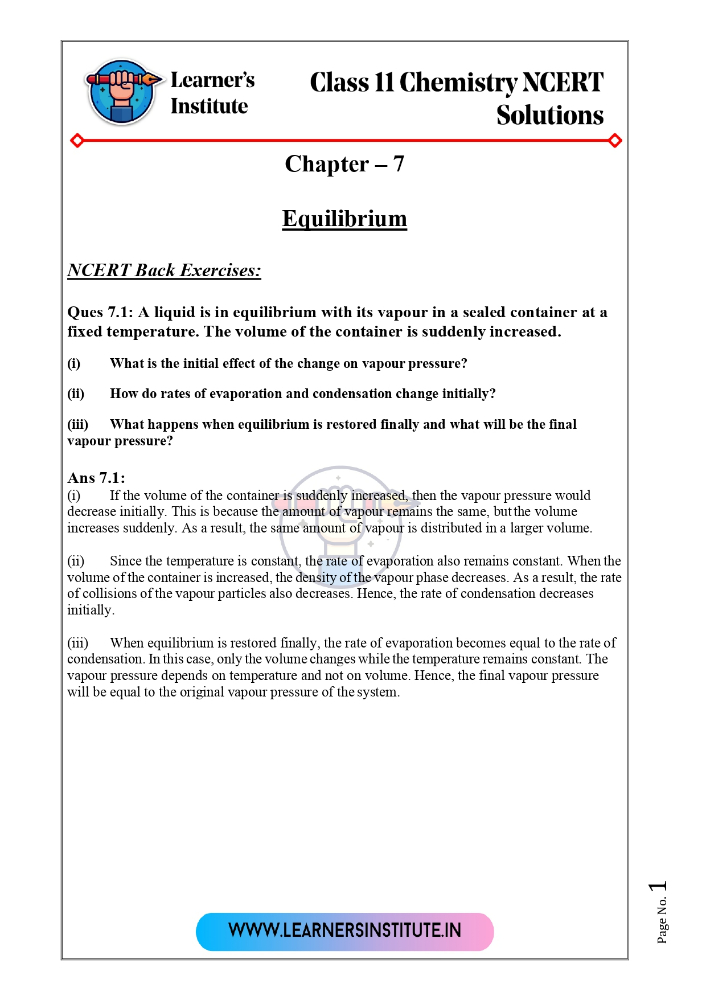 Learner's
Institute
Class 11 Chemistry NCERT
Solutions
Chapter – 7
Equilibrium
NCERT Back Exercises:
Ques 7.1: A liquid is in equilibrium with its vapour in a sealed container at a
fixed temperature. The volume of the container is suddenly increased.
(i) What is the initial effect of the change on vapour pressure?
(ii) How do rates of evaporation and condensation change initially?
(iii) What happens when equilibrium is restored finally and what will be the final
vapour pressure?
Ans 7.1:
(i) If the volume of the container is suddenly increased, then the vapour pressure would
decrease initially. This is because the amount of vapour remains the same, but the volume
increases suddenly. As a result, the same amount of vapour is distributed in a larger volume.
(ii) Since the temperature is constant, the rate of evaporation also remains constant. When the
volume of the container is increased, the density of the vapour phase decreases. As a result, the rate
of collisions of the vapour particles also decreases. Hence, the rate of condensation decreases
initially.
(iii) When equilibrium is restored finally, the rate of evaporation becomes equal to the rate of
condensation. In this case, only the volume changes while the temperature remains constant. The
vapour pressure depends on temperature and not on volume. Hence, the final vapour pressure
will be equal to the original vapour pressure of the system.
WWW.LEARNERSINSTITUTE.IN
Page No. 1